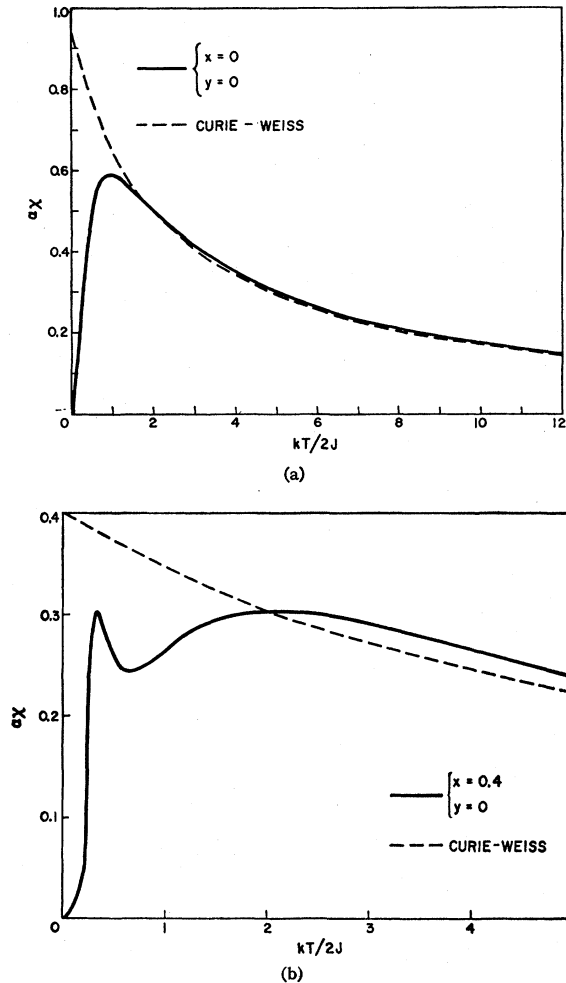 1.0
x = 0
y = 0
0.8
CURIE – WEISS
0.6
αχ
0.4
0.2
0 0 2 4 6 8 10 12
kT/2J
(a)
0.4
0.3
αχ
0.2
x = 0.4
y = 0
0.1
CURIE-WEISS
0 0 1 2 3 4
kT/2J
(b)